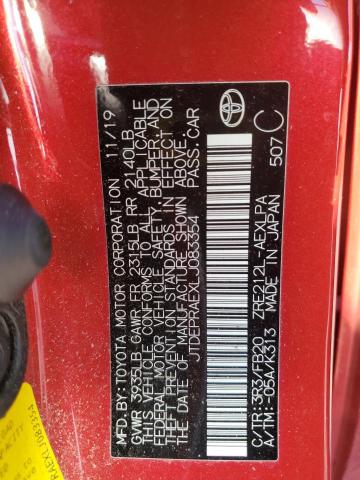 MFD. BY: TOYOTA MOTOR CORPORATION 11/19
GVWR 3935LB GAWR FR 2315LB RR 2140LB
THIS VEHICLE CONFORMS TO ALL APPLICABLE
FEDERAL MOTOR VEHICLE SAFETY, BUMPER, AND
THEFT PREVENTION STANDARDS IN EFFECT ON
THE DATE OF MANUFACTURE SHOWN ABOVE.
JTDEPRAEXLJ083354 PASS.CAR
C/TR:3R3/FB20 ZRE212L-AEXLPA
A/TM:-05A/K313 MADE IN JAPAN
507 C
RAEXLJ083354